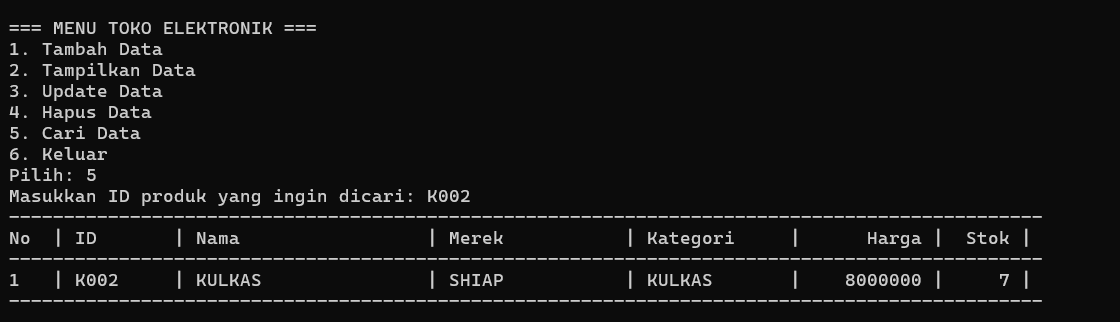 === MENU TOKO ELEKTRONIK ===
1. Tambah Data
2. Tampilkan Data
3. Update Data
4. Hapus Data
5. Cari Data
6. Keluar
Pilih: 5
Masukkan ID produk yang ingin dicari: K002
----------------------------------------------------------------------------------------------
No  | ID       | Nama                 | Merek           | Kategori     |      Harga |  Stok |
----------------------------------------------------------------------------------------------
1   | K002     | KULKAS               | SHIAP           | KULKAS       |    8000000 |     7 |
----------------------------------------------------------------------------------------------